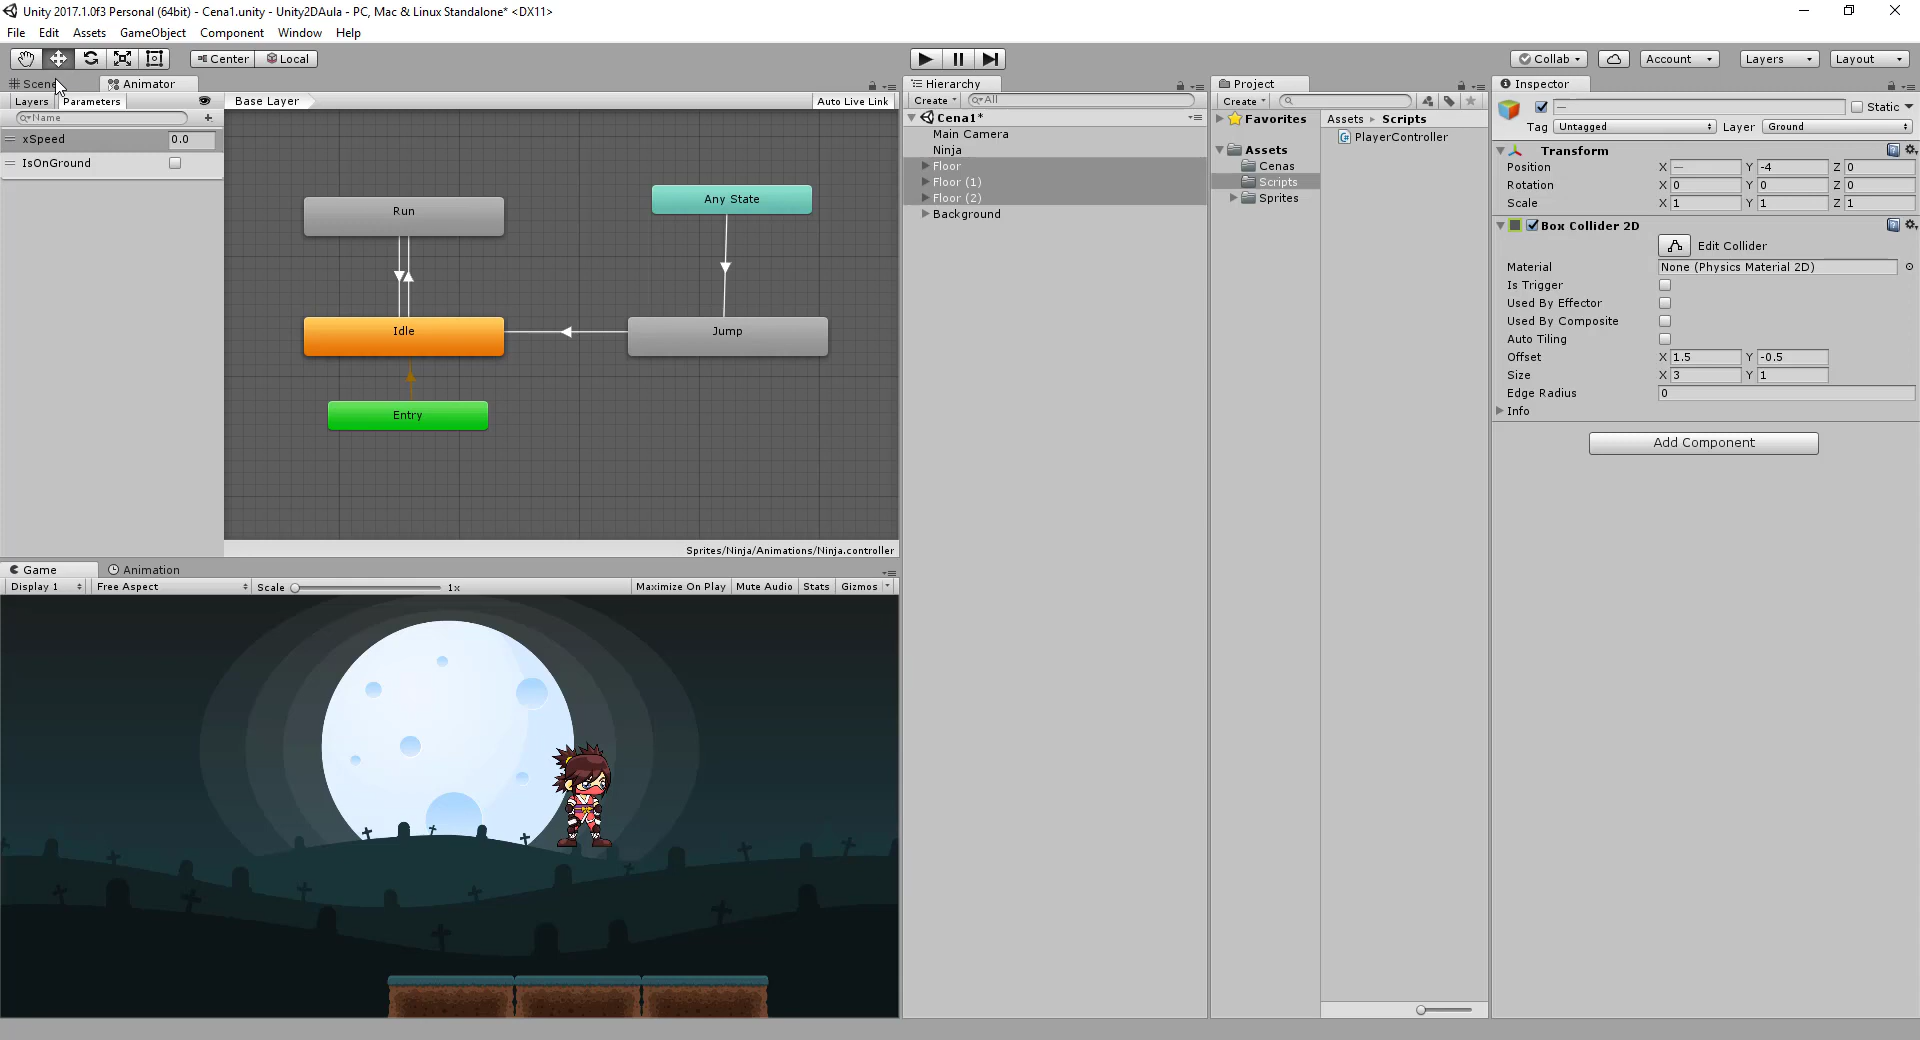 Unity 2017.1.0f3 Personal (64bit) - Cena1.unity - Unity2DAula - PC, Mac & Linux Standalone* <DX11>
File Edit Assets GameObject Component Window Help
Center Local Collab Account Layers Layout
Scene Animator
Layers Parameters
Base Layer Auto Live Link
Name
xSpeed 0.0
IsOnGround
Run
Any State
Idle
Jump
Entry
Sprites/Ninja/Animations/Ninja.controller
Game Animation
Display 1 Free Aspect Scale 1x Maximize On Play Mute Audio Stats Gizmos
Hierarchy
Create All
Cena1*
Main Camera
Ninja
Floor
Floor (1)
Floor (2)
Background
Project
Create
Favorites
Assets
Cenas
Scripts
Sprites
Assets Scripts
PlayerController
Inspector
— Static
Tag Untagged Layer Ground
Transform
Position X — Y -4 Z 0
Rotation X 0 Y 0 Z 0
Scale X 1 Y 1 Z 1
Box Collider 2D
Edit Collider
Material None (Physics Material 2D)
Is Trigger
Used By Effector
Used By Composite
Auto Tiling
Offset X 1.5 Y -0.5
Size X 3 Y 1
Edge Radius 0
Info
Add Component